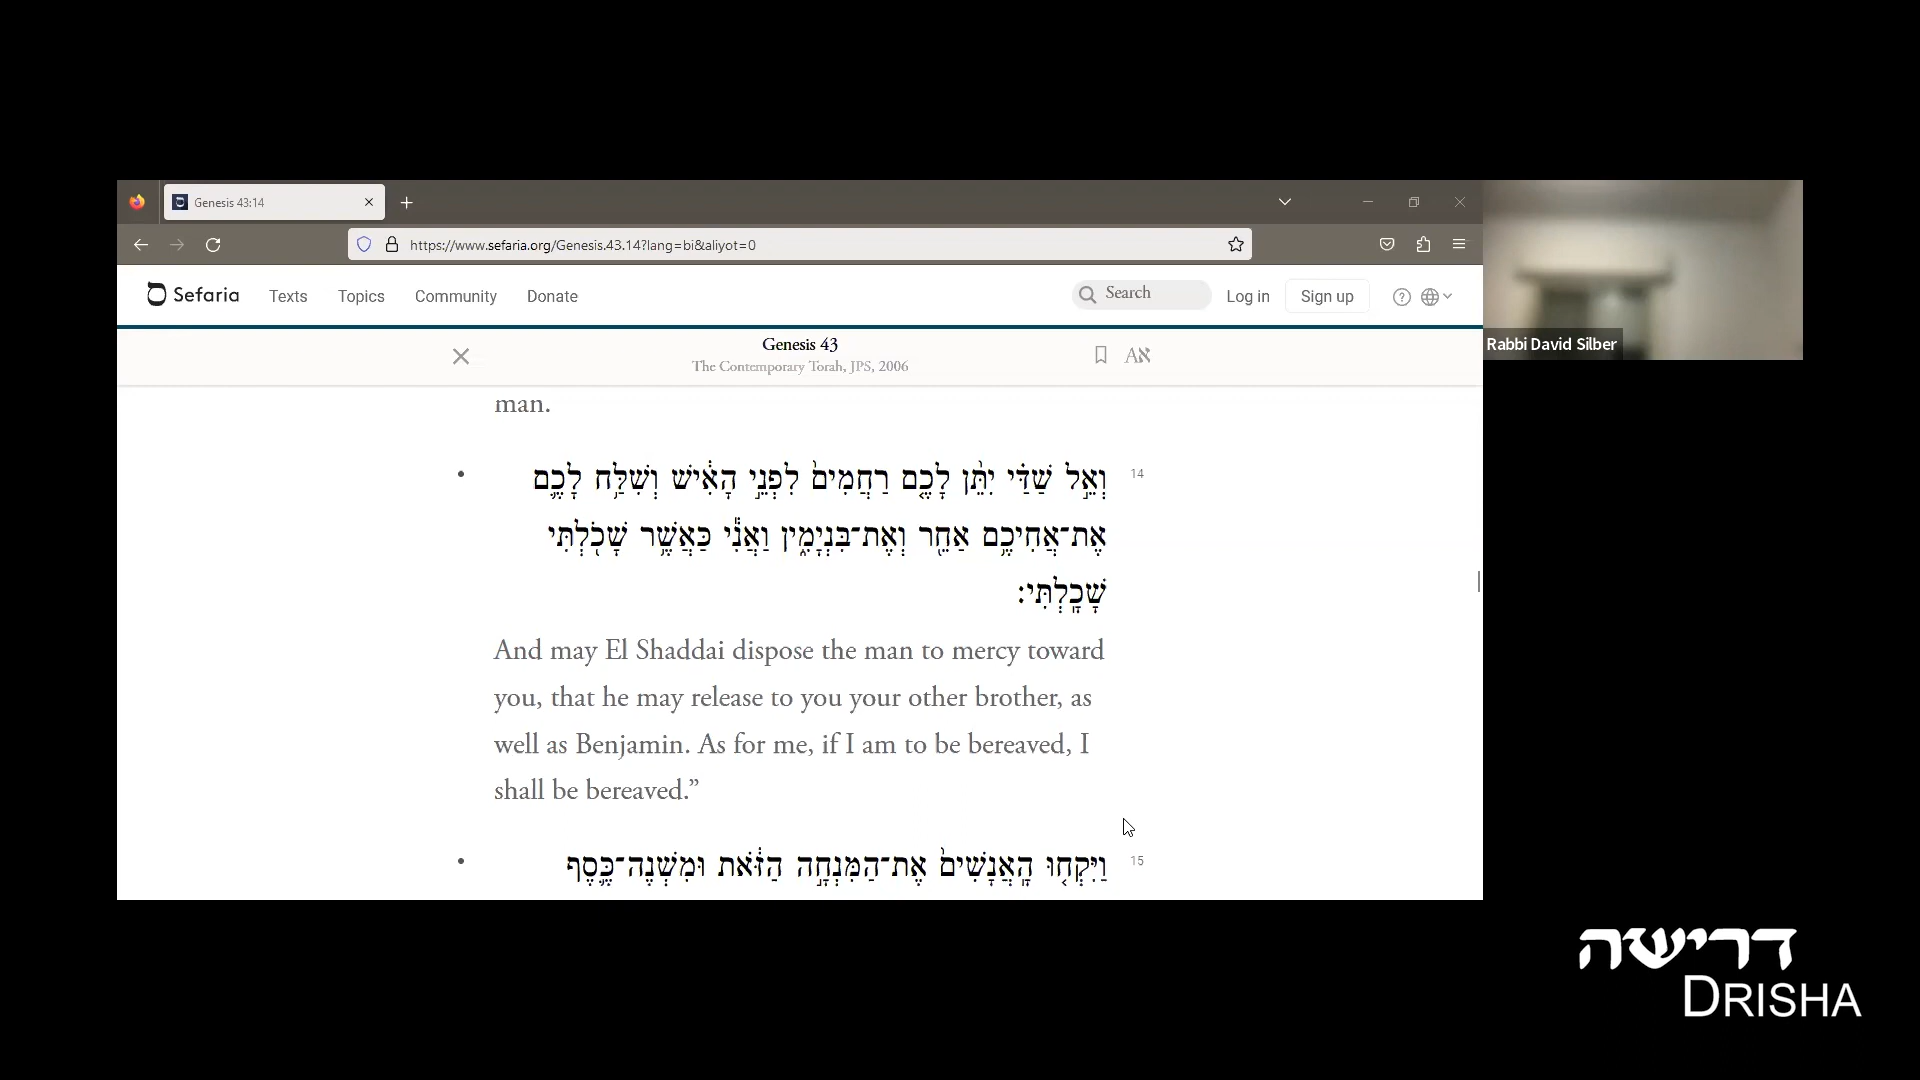 Genesis 43:14
https://www.sefaria.org/Genesis.43.14?lang=bi&aliyot=0
Sefaria Texts Topics Community Donate Search Log in Sign up
Genesis 43
The Contemporary Torah, JPS, 2006
Rabbi David Silber
man.
14
וְאֵ֣ל שַׁדַּ֗י יִתֵּ֨ן לָכֶ֤ם רַחֲמִים֙ לִפְנֵ֣י הָאִ֔ישׁ וְשִׁלַּ֥ח לָכֶ֛ם
אֶת־אֲחִיכֶ֥ם אַחֵ֖ר וְאֶת־בִּנְיָמִ֑ין וַאֲנִ֕י כַּאֲשֶׁ֥ר שָׁכֹ֖לְתִּי
שָׁכָֽלְתִּי׃
And may El Shaddai dispose the man to mercy toward
you, that he may release to you your other brother, as
well as Benjamin. As for me, if I am to be bereaved, I
shall be bereaved.”
15
וַיִּקְח֤וּ הָֽאֲנָשִׁים֙ אֶת־הַמִּנְחָ֣ה הַזֹּ֔את וּמִשְׁנֶה־כֶּ֛סֶף
דרישה
DRISHA